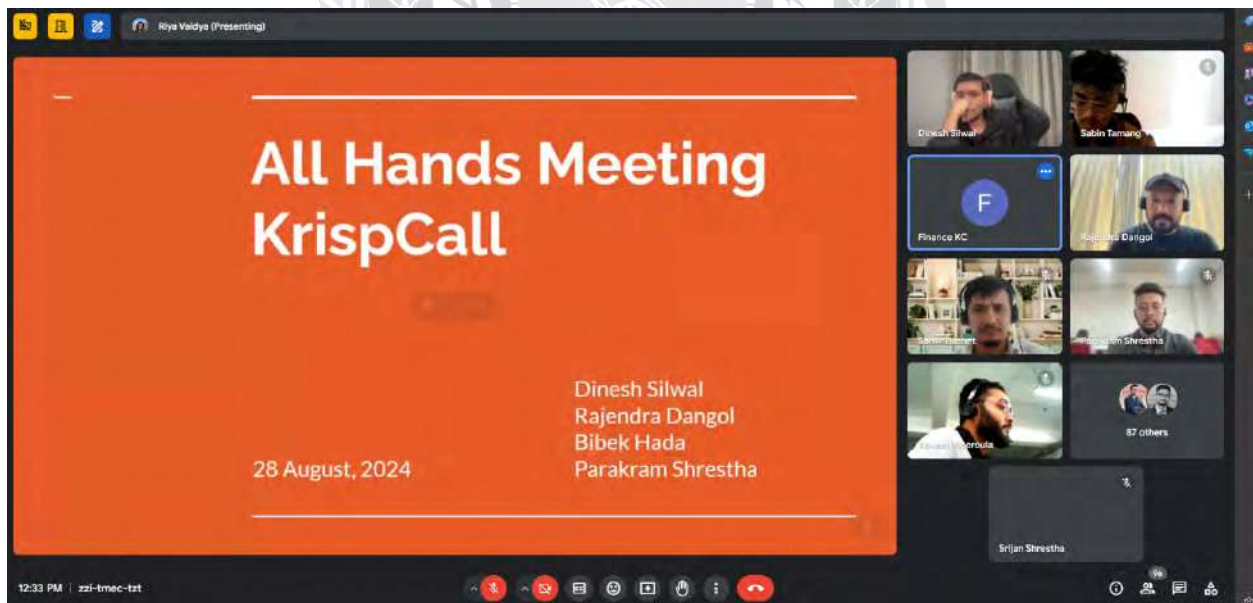 Riya Vaidya (Presenting)
All Hands Meeting
KrispCall
Dinesh Silwal
Rajendra Dangol
Bibek Hada
28 August, 2024
Parakram Shrestha
Dinesh Silwal
Sabin Tamang
F
Finance KC
Rajendra Dangol
Parakram Shrestha
87 others
Srijan Shrestha
12:33 PM | zzi-tmec-tzt